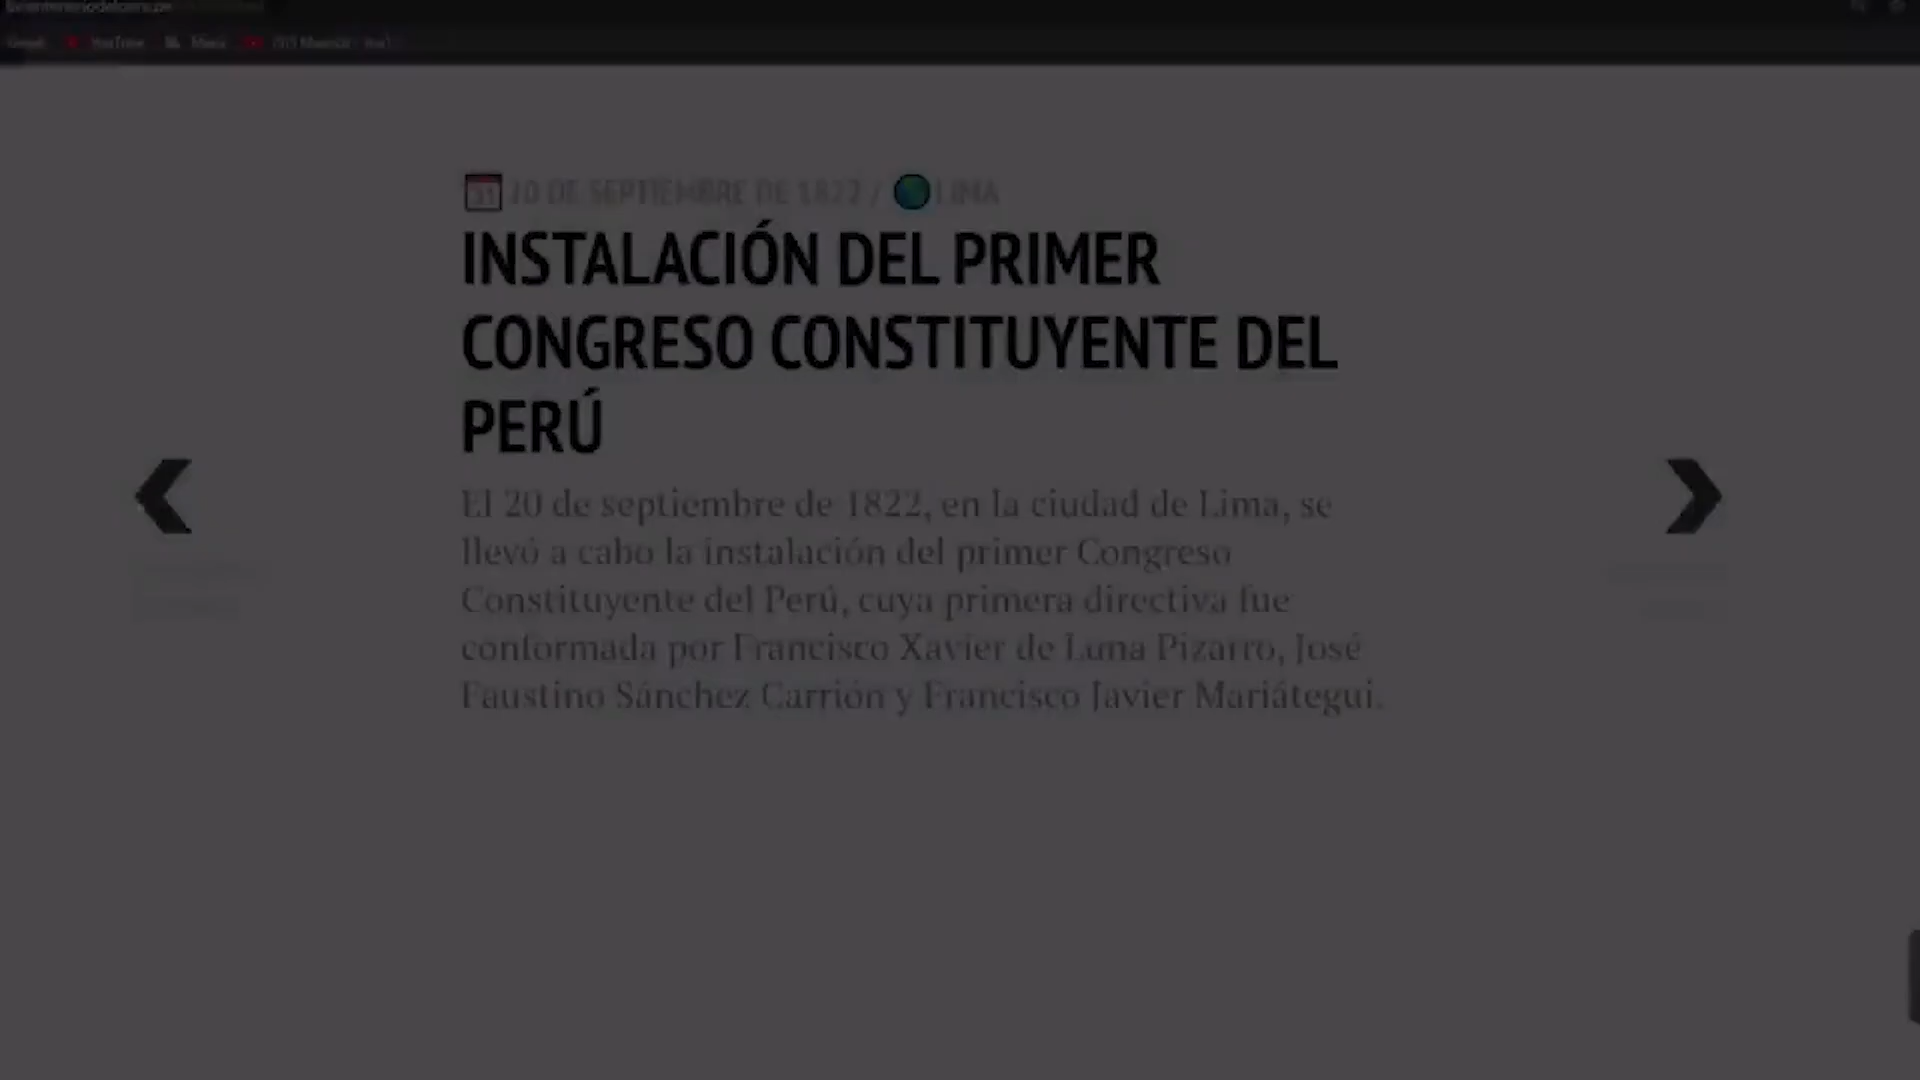 YouTube
Maps
20 DE SEPTIEMBRE DE 1822 / LIMA
INSTALACIÓN DEL PRIMER
CONGRESO CONSTITUYENTE DEL
PERÚ
El 20 de septiembre de 1822, en la ciudad de Lima, se
llevó a cabo la instalación del primer Congreso
Constituyente del Perú, cuya primera directiva fue
conformada por Francisco Xavier de Luna Pizarro, José
Faustino Sánchez Carrión y Francisco Javier Mariátegui.